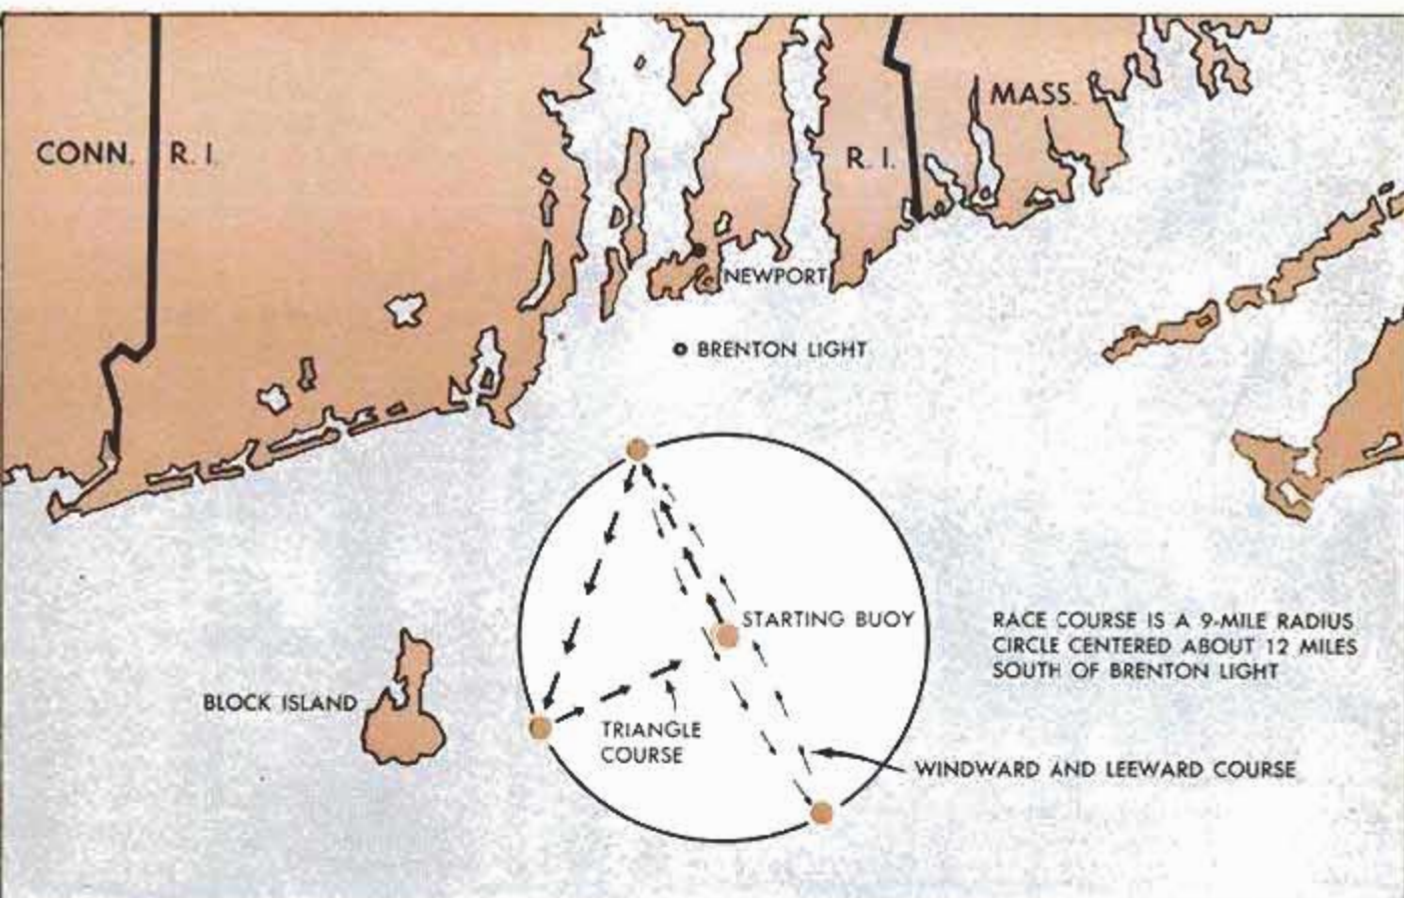 CONN.
R. I.
MASS.
R. I.
NEWPORT
BRENTON LIGHT
STARTING BUOY
RACE COURSE IS A 9-MILE RADIUS
CIRCLE CENTERED ABOUT 12 MILES
SOUTH OF BRENTON LIGHT
BLOCK ISLAND
TRIANGLE
COURSE
WINDWARD AND LEEWARD COURSE